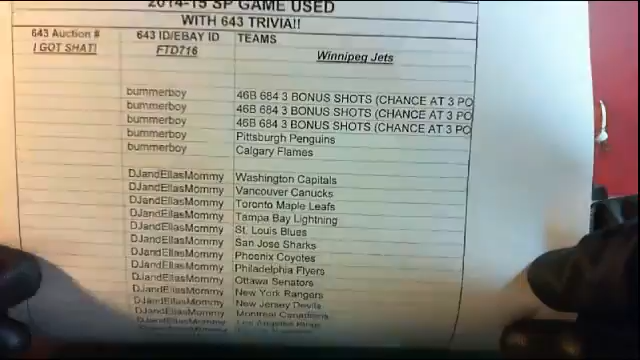 2014-15 SP GAME USED
WITH 643 TRIVIA!!
643 Auction # 643 ID/EBAY ID TEAMS
I GOT SHAT! FTD716 Winnipeg Jets
bummerboy 46B 684 3 BONUS SHOTS (CHANCE AT 3 PO
bummerboy 46B 684 3 BONUS SHOTS (CHANCE AT 3 PO
bummerboy 46B 684 3 BONUS SHOTS (CHANCE AT 3 PO
bummerboy Pittsburgh Penguins
bummerboy Calgary Flames
DJandEllasMommy Washington Capitals
DJandEllasMommy Vancouver Canucks
DJandEllasMommy Toronto Maple Leafs
DJandEllasMommy Tampa Bay Lightning
DJandEllasMommy St. Louis Blues
DJandEllasMommy San Jose Sharks
DJandEllasMommy Phoenix Coyotes
DJandEllasMommy Philadelphia Flyers
DJandEllasMommy Ottawa Senators
DJandEllasMommy New York Rangers
DJandEllasMommy New Jersey Devils
DJandEllasMommy Montreal Canadiens
DJandEllasMommy Los Angeles Kings